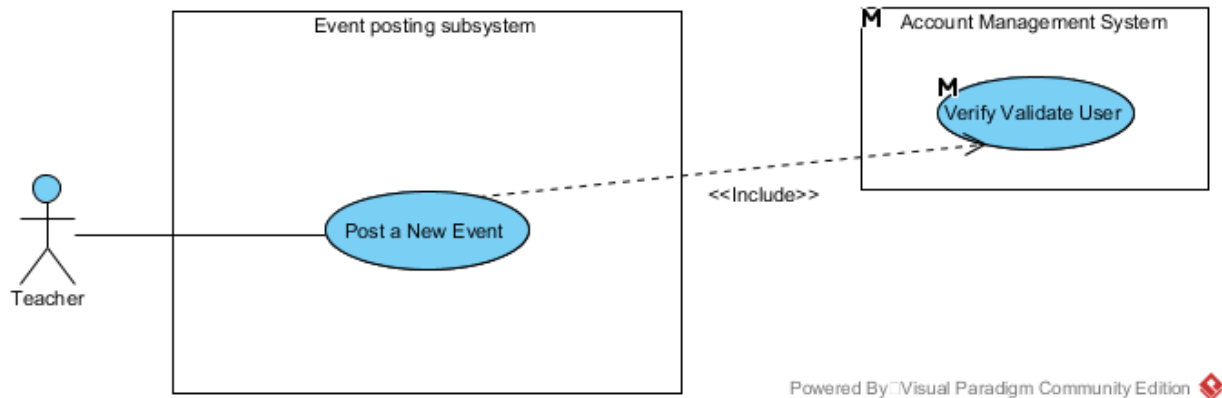 Event posting subsystem
M Account Management System
M
Verify Validate User
<<Include>>
Post a New Event
Teacher
Powered By□Visual Paradigm Community Edition